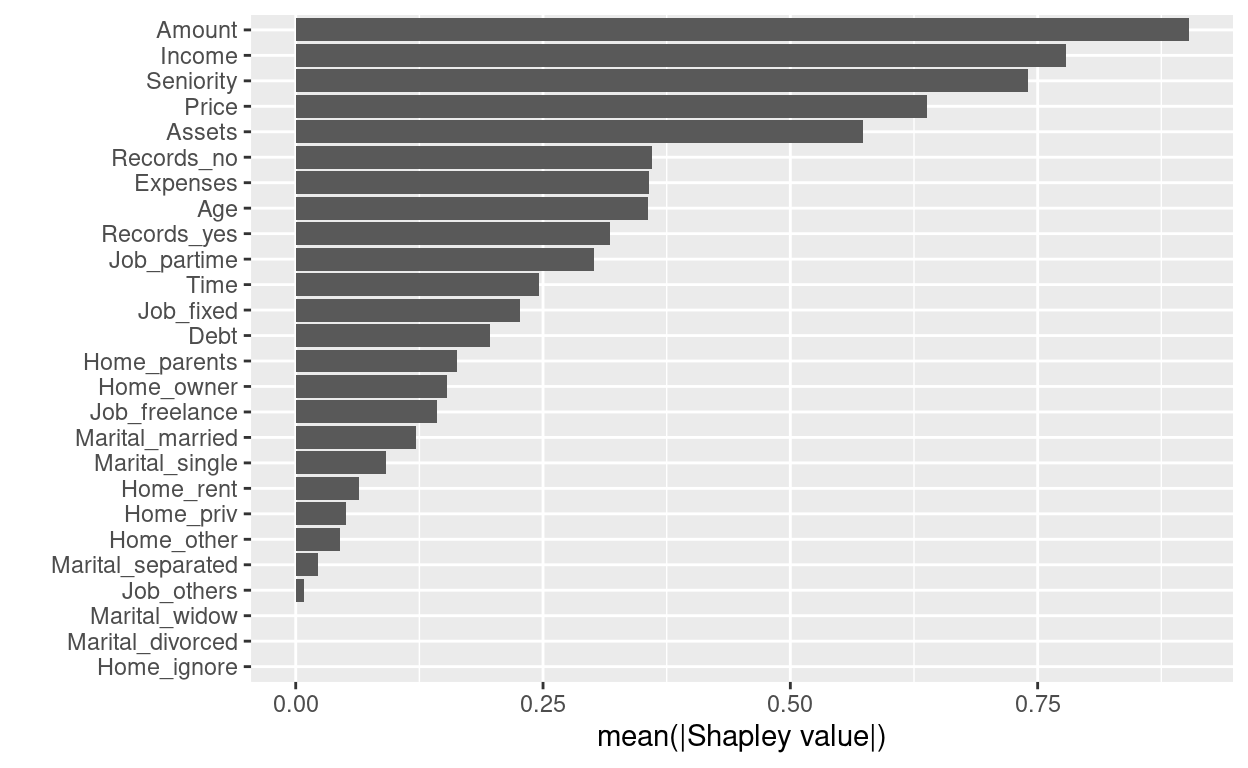 Amount
Income
Seniority
Price
Assets
Records_no
Expenses
Age
Records_yes
Job_partime
Time
Job_fixed
Debt
Home_parents
Home_owner
Job_freelance
Marital_married
Marital_single
Home_rent
Home_priv
Home_other
Marital_separated
Job_others
Marital_widow
Marital_divorced
Home_ignore
0.00 0.25 0.50 0.75
mean(|Shapley value|)